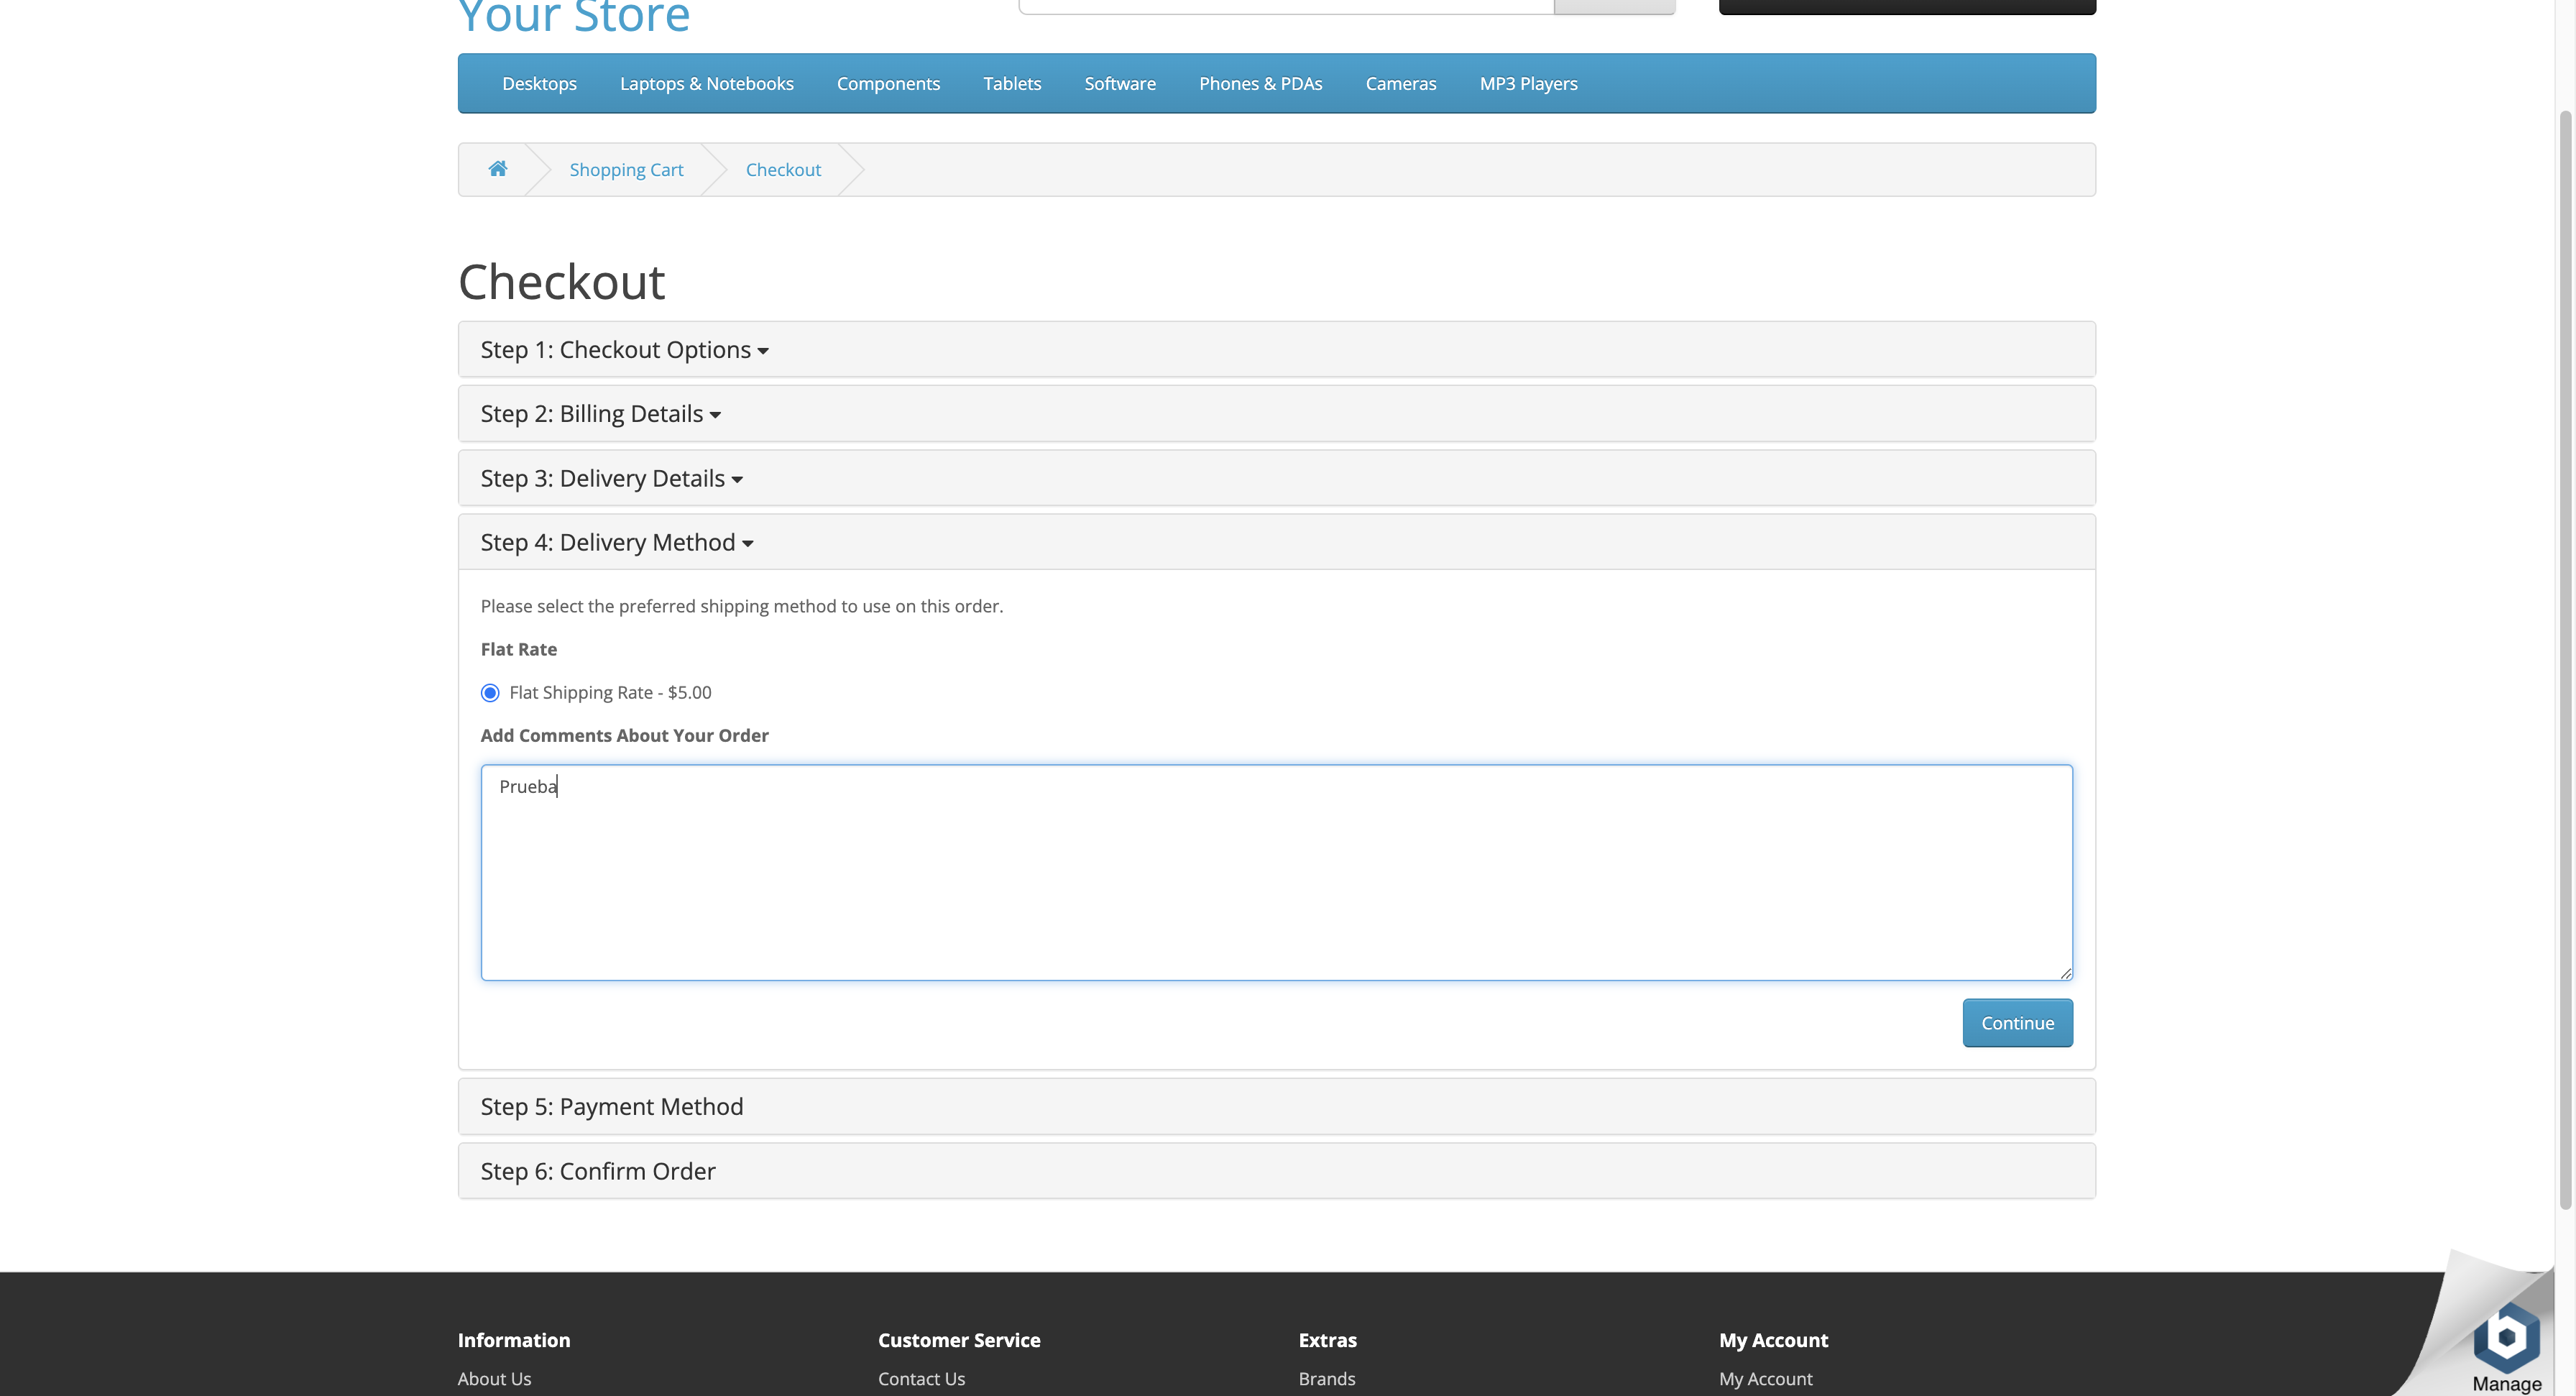 Your Store
Desktops Laptops & Notebooks Components Tablets Software Phones & PDAs Cameras MP3 Players
Shopping Cart Checkout
Checkout
Step 1: Checkout Options
Step 2: Billing Details
Step 3: Delivery Details
Step 4: Delivery Method
Please select the preferred shipping method to use on this order.
Flat Rate
Flat Shipping Rate - $5.00
Add Comments About Your Order
Prueba
Continue
Step 5: Payment Method
Step 6: Confirm Order
Information Customer Service Extras My Account
About Us Contact Us Brands My Account
Manage